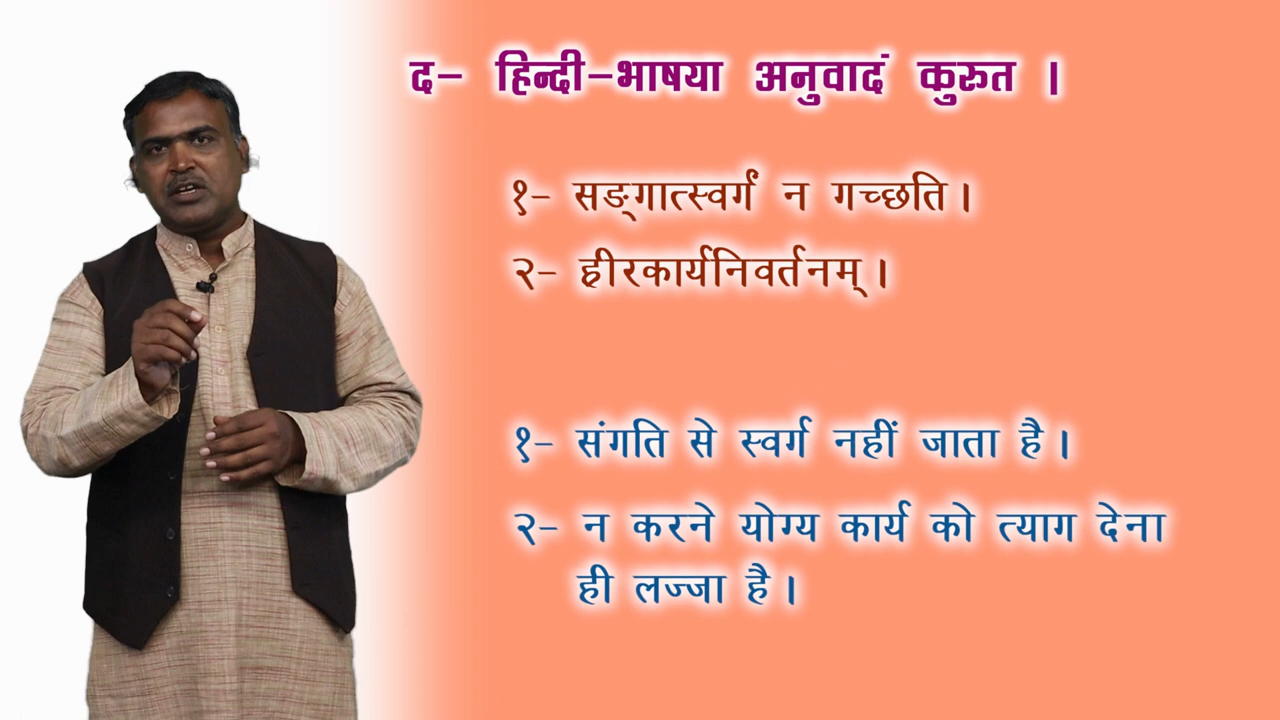 द- हिन्दी-भाषया अनुवादं कुरुत ।
१- सङ्गात्स्वर्गं न गच्छति ।
२- ह्रीरकार्यनिवर्तनम् ।
१- संगति से स्वर्ग नहीं जाता है ।
२- न करने योग्य कार्य को त्याग देना
ही लज्जा है ।